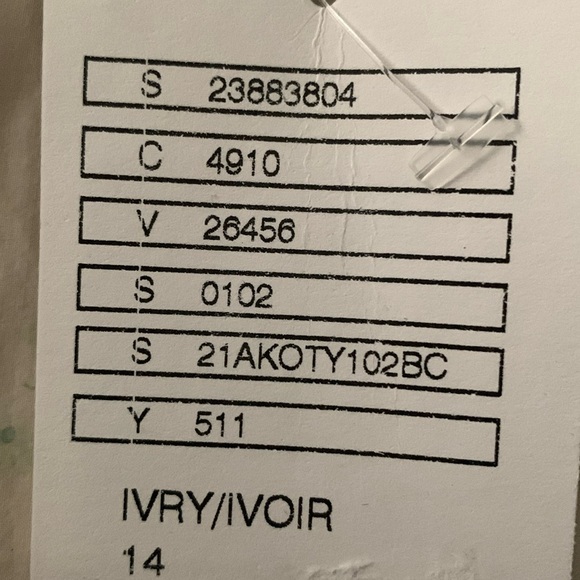 S 23883804
C 4910
V 26456
S 0102
S 21AKOTY102BC
Y 511
IVRY/IVOIR
14